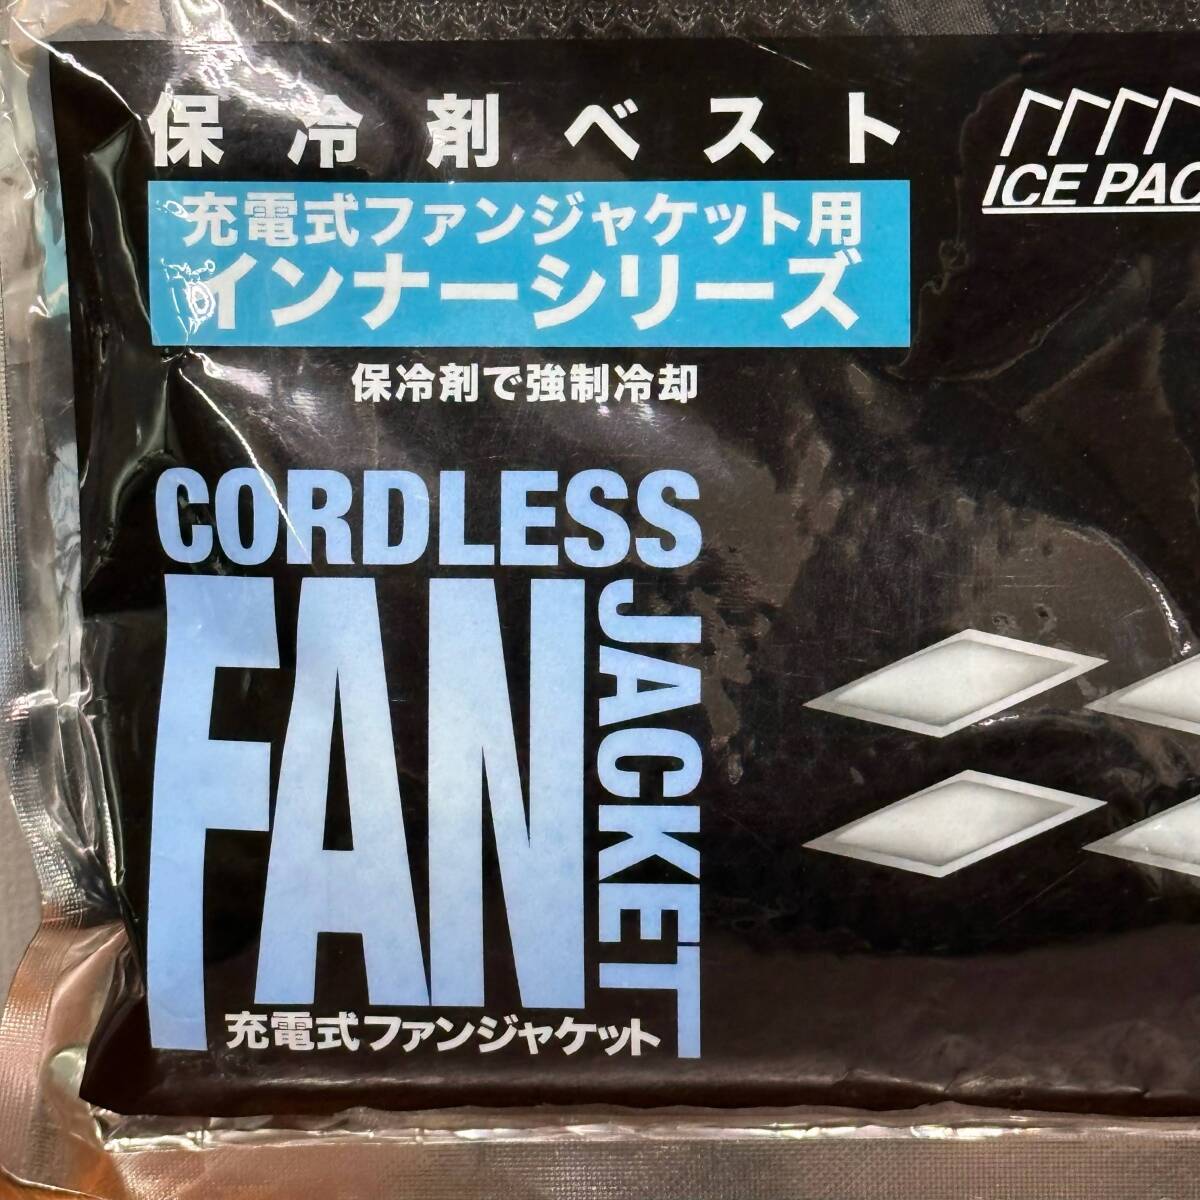 保冷剤ベスト
ICE PAC
充電式ファンジャケット用
インナーシリーズ
保冷剤で強制冷却
CORDLESS
FAN
JACKET
充電式ファンジャケット